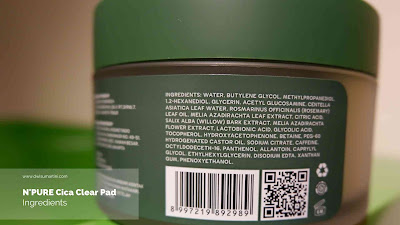 INGREDIENTS: WATER, BUTYLENE GLYCOL, METHYLPROPANEDIOL,
1,2-HEXANEDIOL, GLYCERIN, ACETYL GLUCOSAMINE, CENTELLA
ASIATICA LEAF WATER, ROSMARINUS OFFICINALIS (ROSEMARY)
LEAF OIL, MELIA AZADIRACHTA LEAF EXTRACT, CITRIC ACID,
SALIX ALBA (WILLOW) BARK EXTRACT, MELIA AZADIRACHTA
FLOWER EXTRACT, LACTOBIONIC ACID, GLYCOLIC ACID,
TOCOPHEROL, HYDROXYACETOPHENONE, BETAINE, PEG-60
HYDROGENATED CASTOR OIL, SODIUM CITRATE, CAFFEINE,
OCTYLDODECETH-16, PANTHENOL, ALLANTOIN, CAPRYLYL
GLYCOL, ETHYLHEXYLGLYCERIN, DISODIUM EDTA, XANTHAN
GUM, PHENOXYETHANOL.
8 997219 892989
N'PURE Cica Clear Pad
Ingredients